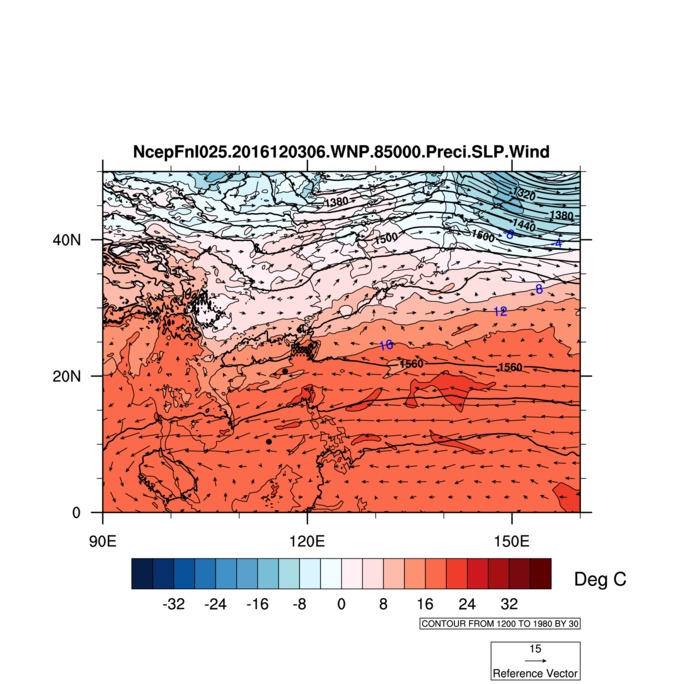 NcepFnl025.2016120306.WNP.85000.Preci.SLP.Wind
1320
1380
1380
1440
1500
1500
40N
-4
8
12
16
1560
1560
20N
0
90E
120E
150E
-32 -24 -16 -8 0 8 16 24 32
Deg C
CONTOUR FROM 1200 TO 1980 BY 30
15
Reference Vector